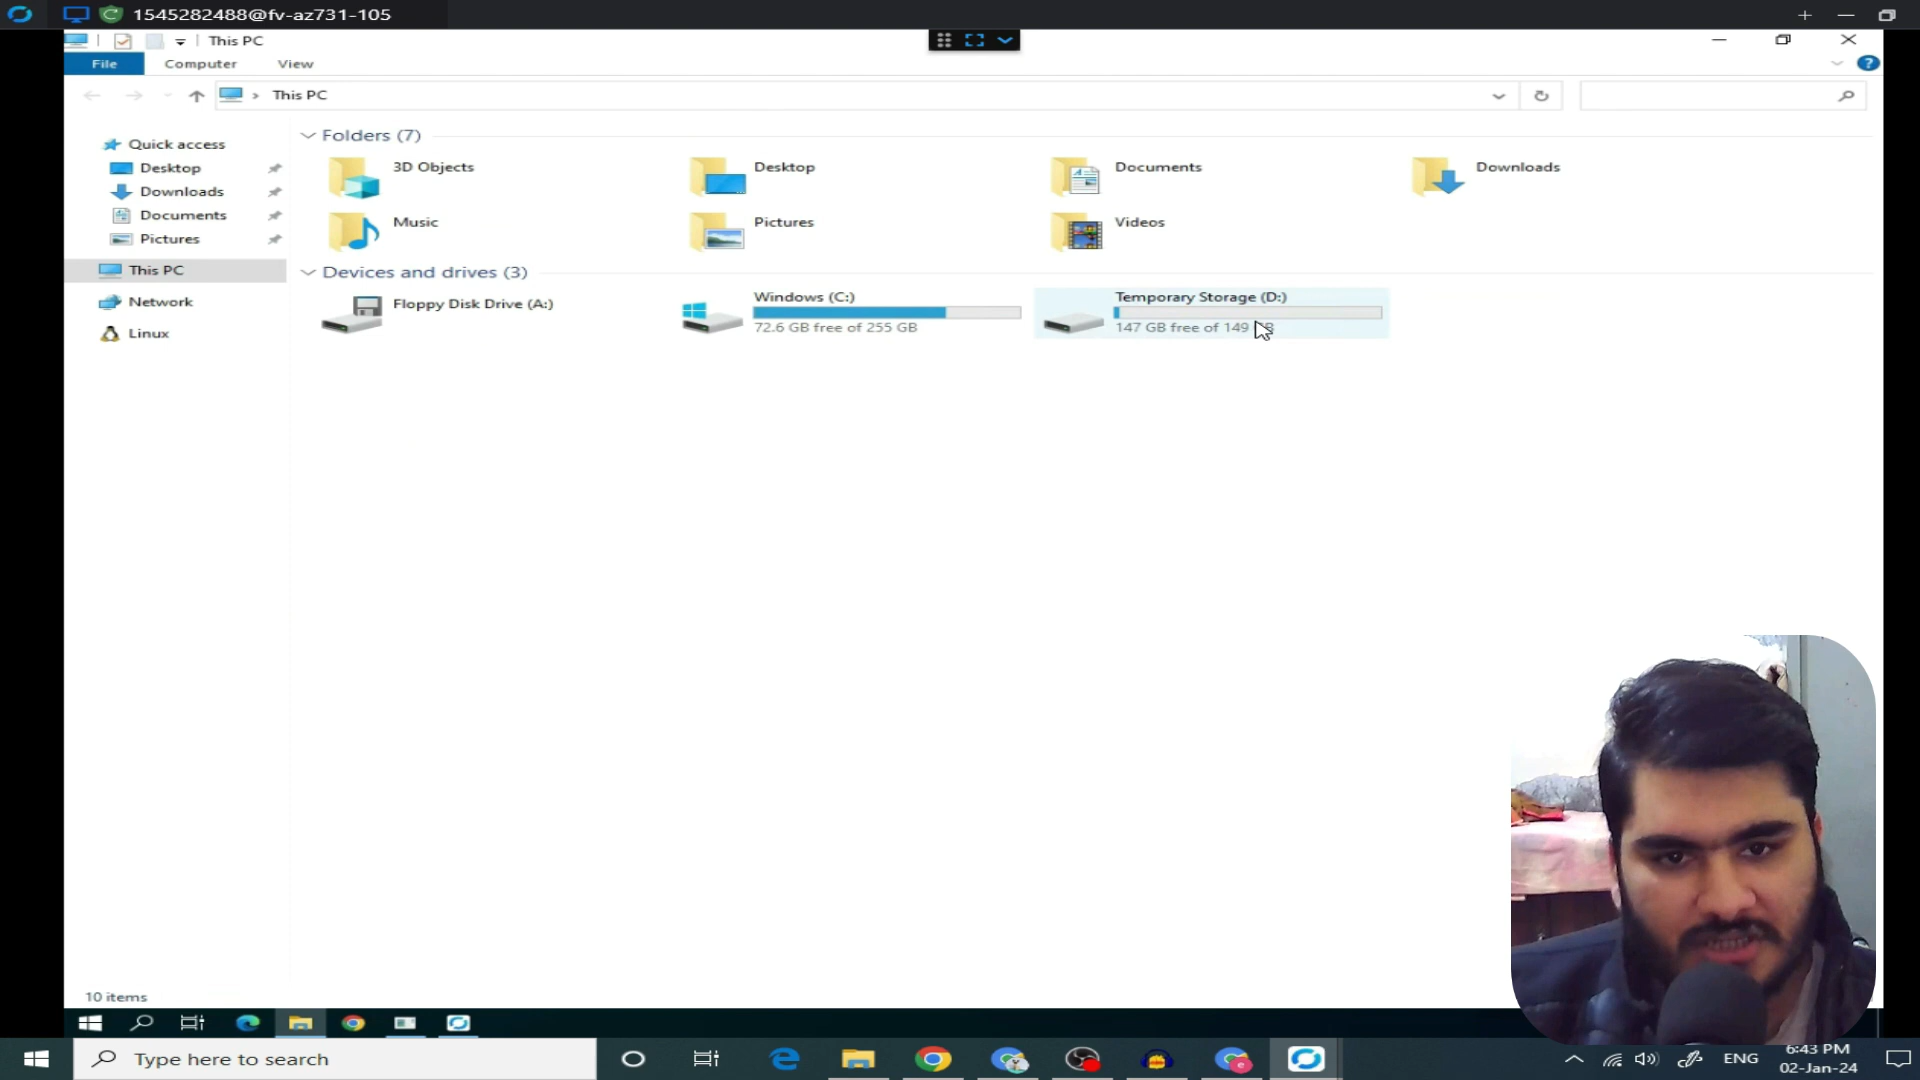 1545282488@fv-az731-105
This PC
File Computer View
This PC
Quick access
Desktop
Downloads
Documents
Pictures
This PC
Network
Linux
Folders (7)
3D Objects Desktop Documents Downloads
Music Pictures Videos
Devices and drives (3)
Floppy Disk Drive (A:)
Windows (C:)
72.6 GB free of 255 GB
Temporary Storage (D:)
147 GB free of 149 GB
10 items
Type here to search
ENG
6:43 PM
02-Jan-24